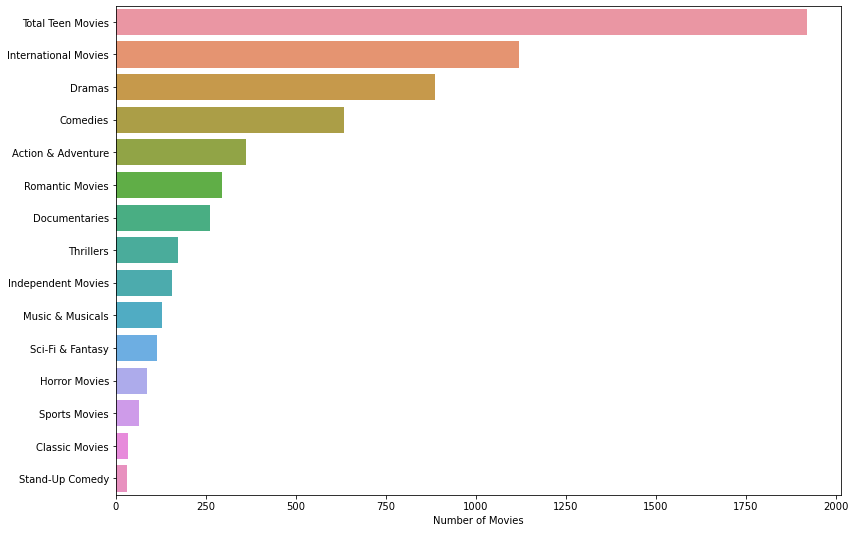 Total Teen Movies
International Movies
Dramas
Comedies
Action & Adventure
Romantic Movies
Documentaries
Thrillers
Independent Movies
Music & Musicals
Sci-Fi & Fantasy
Horror Movies
Sports Movies
Classic Movies
Stand-Up Comedy
0 250 500 750 1000 1250 1500 1750 2000
Number of Movies